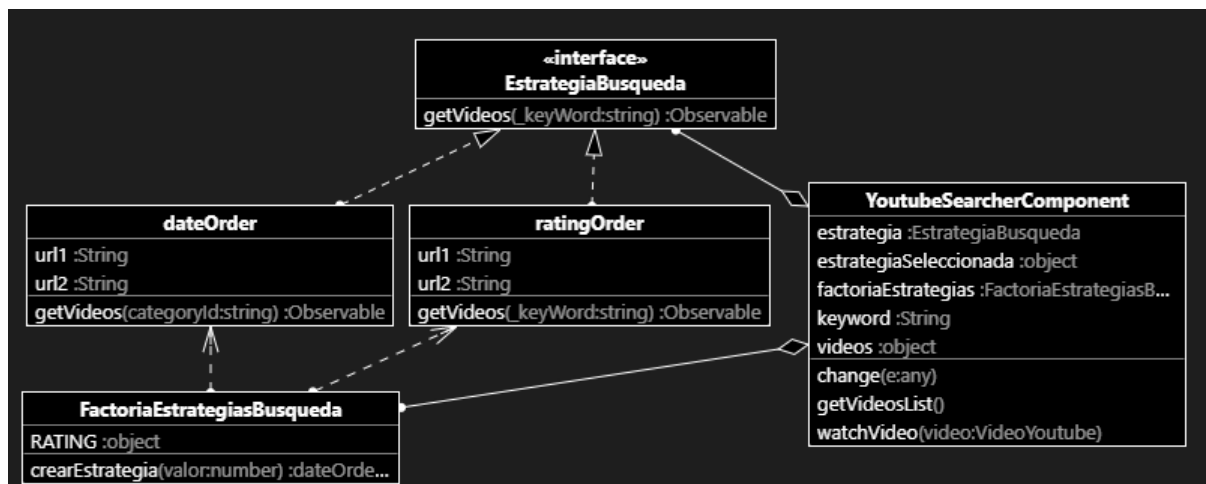 «interface»
EstrategiaBusqueda
getVideos(_keyWord:string) :Observable
dateOrder
url1 :String
url2 :String
getVideos(categoryId:string) :Observable
ratingOrder
url1 :String
url2 :String
getVideos(_keyWord:string) :Observable
YoutubeSearcherComponent
estrategia :EstrategiaBusqueda
estrategiaSeleccionada :object
factoriaEstrategias :FactoriaEstrategiasB...
keyword :String
videos :object
change(e:any)
getVideosList()
watchVideo(video:VideoYoutube)
FactoriaEstrategiasBusqueda
RATING :object
crearEstrategia(valor:number) :dateOrde...